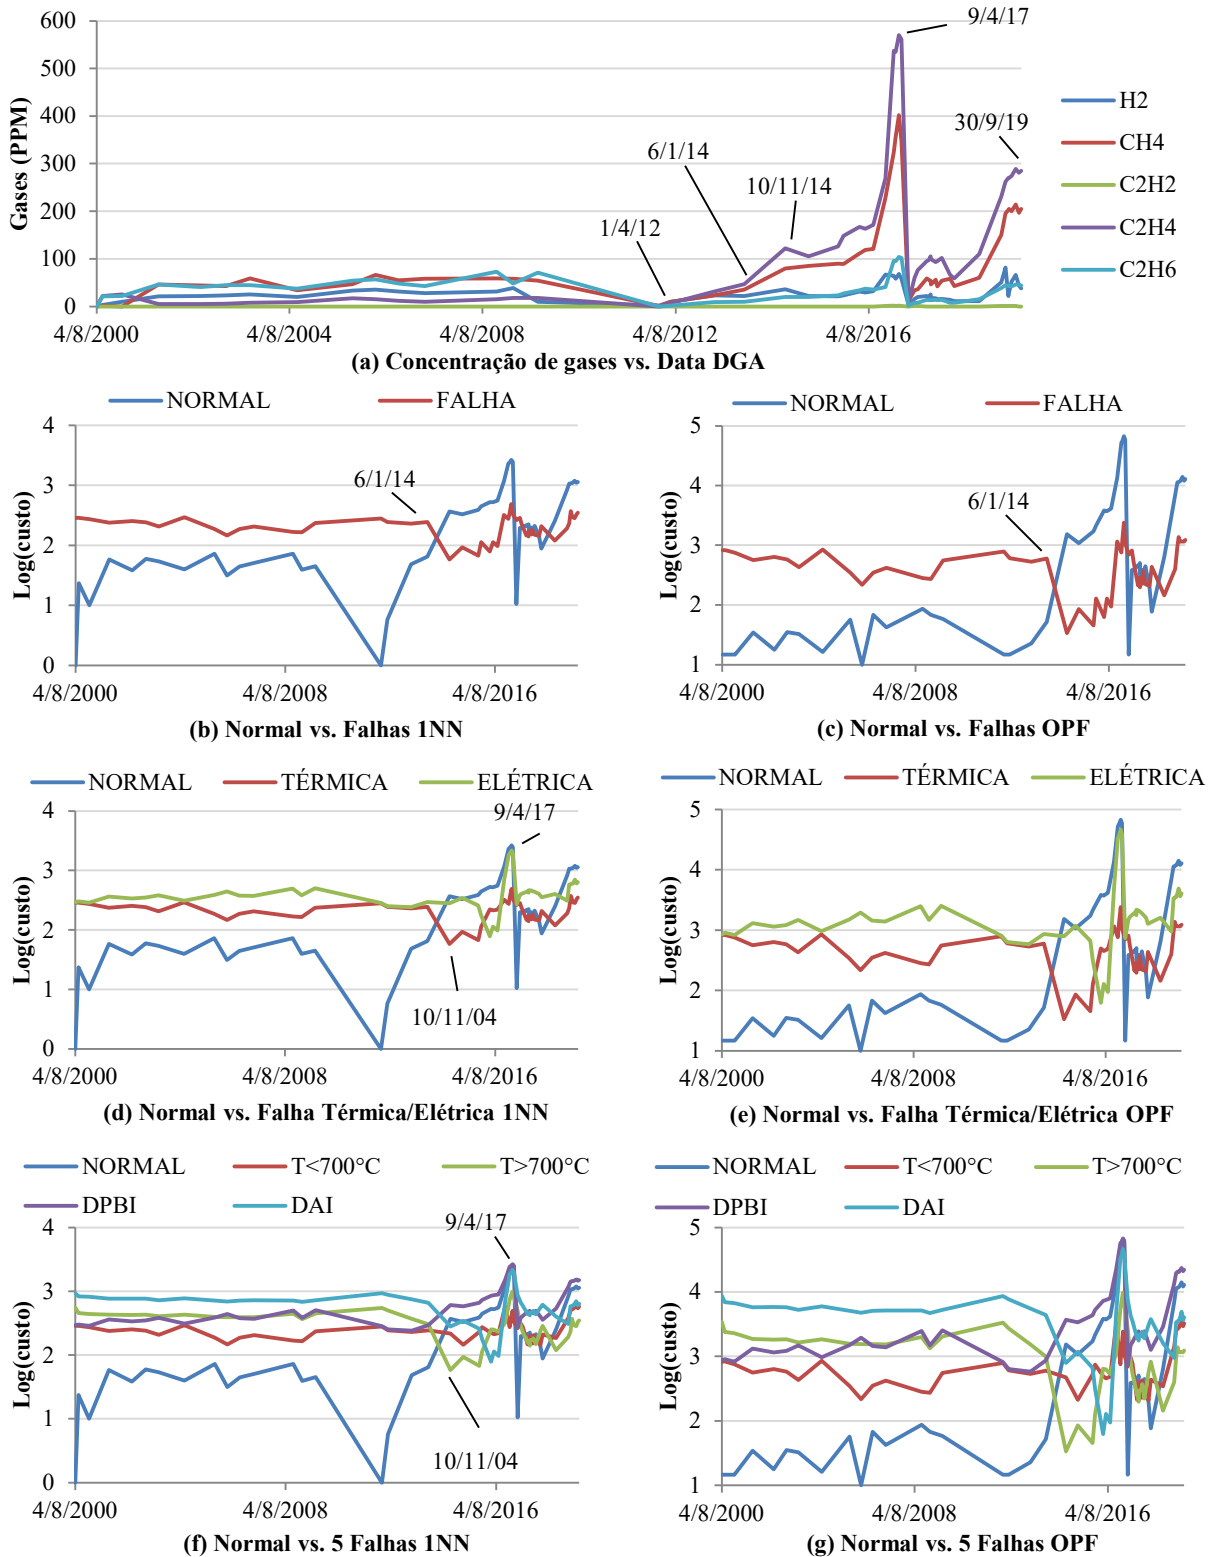 Gases (PPM)
600
500
400
300
200
100
0
4/8/2000
4/8/2004
4/8/2008
4/8/2012
4/8/2016
1/4/12
6/1/14
10/11/14
9/4/17
30/9/19
H2
CH4
C2H2
C2H4
C2H6
(a) Concentração de gases vs. Data DGA
NORMAL
FALHA
Log(custo)
4
3
2
1
0
6/1/14
4/8/2000
4/8/2008
4/8/2016
(b) Normal vs. Falhas 1NN
NORMAL
FALHA
Log(custo)
5
4
3
2
1
6/1/14
4/8/2000
4/8/2008
4/8/2016
(c) Normal vs. Falhas OPF
NORMAL
TÉRMICA
ELÉTRICA
Log(custo)
4
3
2
1
0
9/4/17
10/11/04
4/8/2000
4/8/2008
4/8/2016
(d) Normal vs. Falha Térmica/Elétrica 1NN
NORMAL
TÉRMICA
ELÉTRICA
Log(custo)
5
4
3
2
1
4/8/2000
4/8/2008
4/8/2016
(e) Normal vs. Falha Térmica/Elétrica OPF
NORMAL
T<700°C
T>700°C
DPBI
DAI
Log(custo)
4
3
2
1
0
9/4/17
10/11/04
4/8/2000
4/8/2008
4/8/2016
(f) Normal vs. 5 Falhas 1NN
NORMAL
T<700°C
T>700°C
DPBI
DAI
Log(custo)
5
4
3
2
1
4/8/2000
4/8/2008
4/8/2016
(g) Normal vs. 5 Falhas OPF